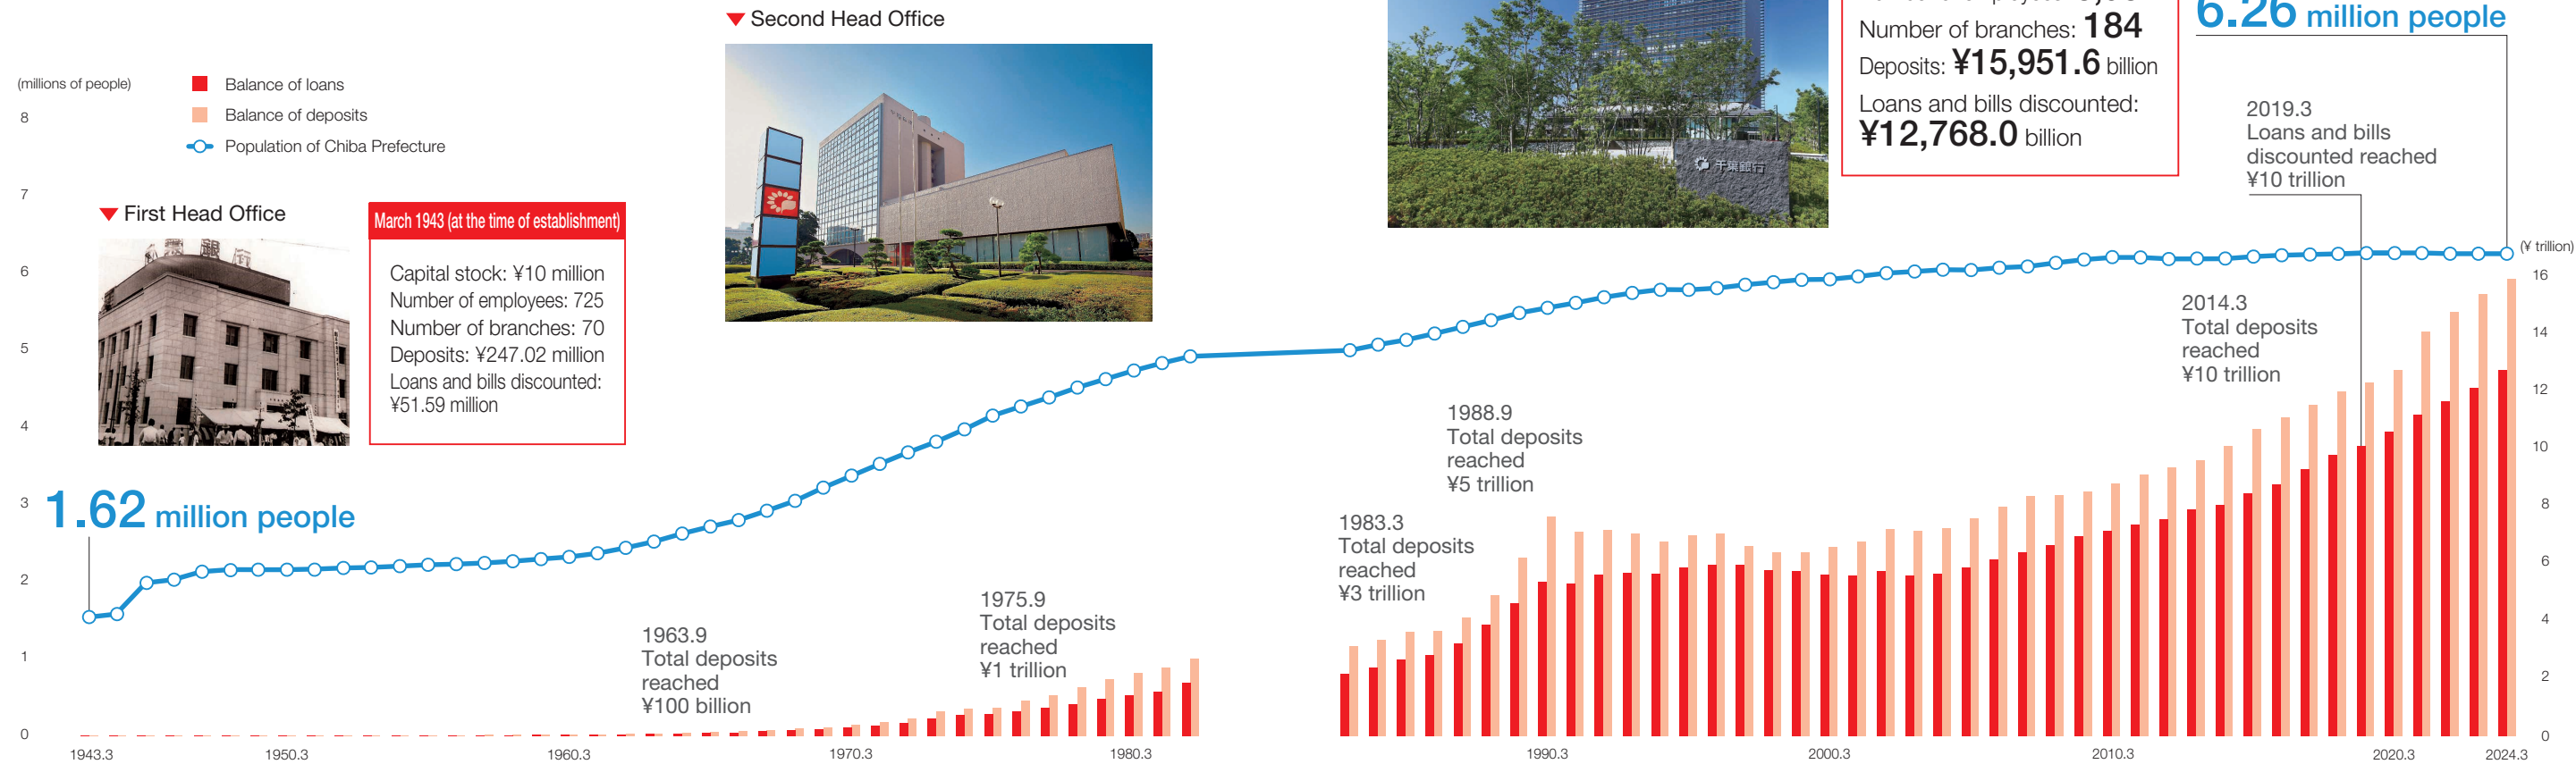 Second Head Office
Number of branches: 184
Deposits: ¥15,951.6 billion
Loans and bills discounted:
¥12,768.0 billion
6.26 million people
(millions of people)
Balance of loans
Balance of deposits
Population of Chiba Prefecture
8
7
6
5
4
3
2
1
0
First Head Office
March 1943 (at the time of establishment)
Capital stock: ¥10 million
Number of employees: 725
Number of branches: 70
Deposits: ¥247.02 million
Loans and bills discounted:
¥51.59 million
千葉銀行
2019.3
Loans and bills
discounted reached
¥10 trillion
(¥ trillion)
16
14
12
10
8
6
4
2
0
2014.3
Total deposits
reached
¥10 trillion
1988.9
Total deposits
reached
¥5 trillion
1983.3
Total deposits
reached
¥3 trillion
1.62 million people
1975.9
Total deposits
reached
¥1 trillion
1963.9
Total deposits
reached
¥100 billion
1943.3
1950.3
1960.3
1970.3
1980.3
1990.3
2000.3
2010.3
2020.3
2024.3